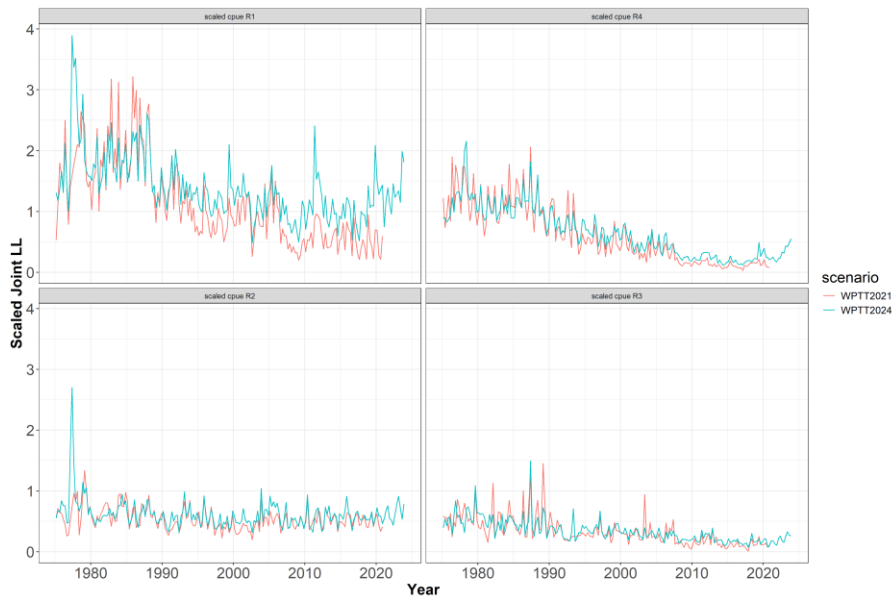 scaled cpue R1
scaled cpue R4
4
3
2
1
0
scaled cpue R2
scaled cpue R3
4
3
2
1
0
1980 1990 2000 2010 2020
1980 1990 2000 2010 2020
Year
Scaled Joint LL
scenario
WPTT2021
WPTT2024